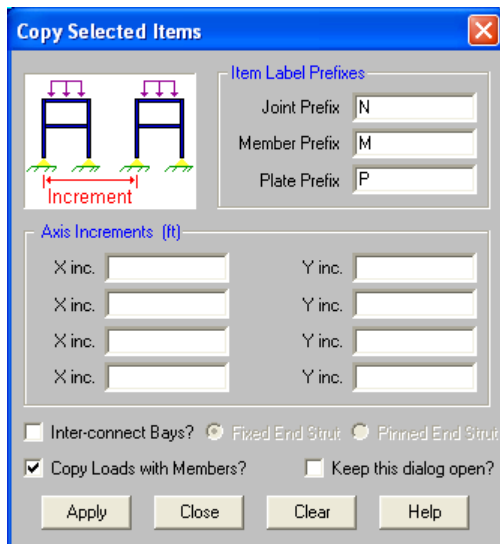 Copy Selected Items
Increment
Item Label Prefixes
Joint Prefix N
Member Prefix M
Plate Prefix P
Axis Increments (ft)
X inc. Y inc.
X inc. Y inc.
X inc. Y inc.
X inc. Y inc.
Inter-connect Bays? Fixed End Strut Pinned End Strut
Copy Loads with Members? Keep this dialog open?
Apply Close Clear Help